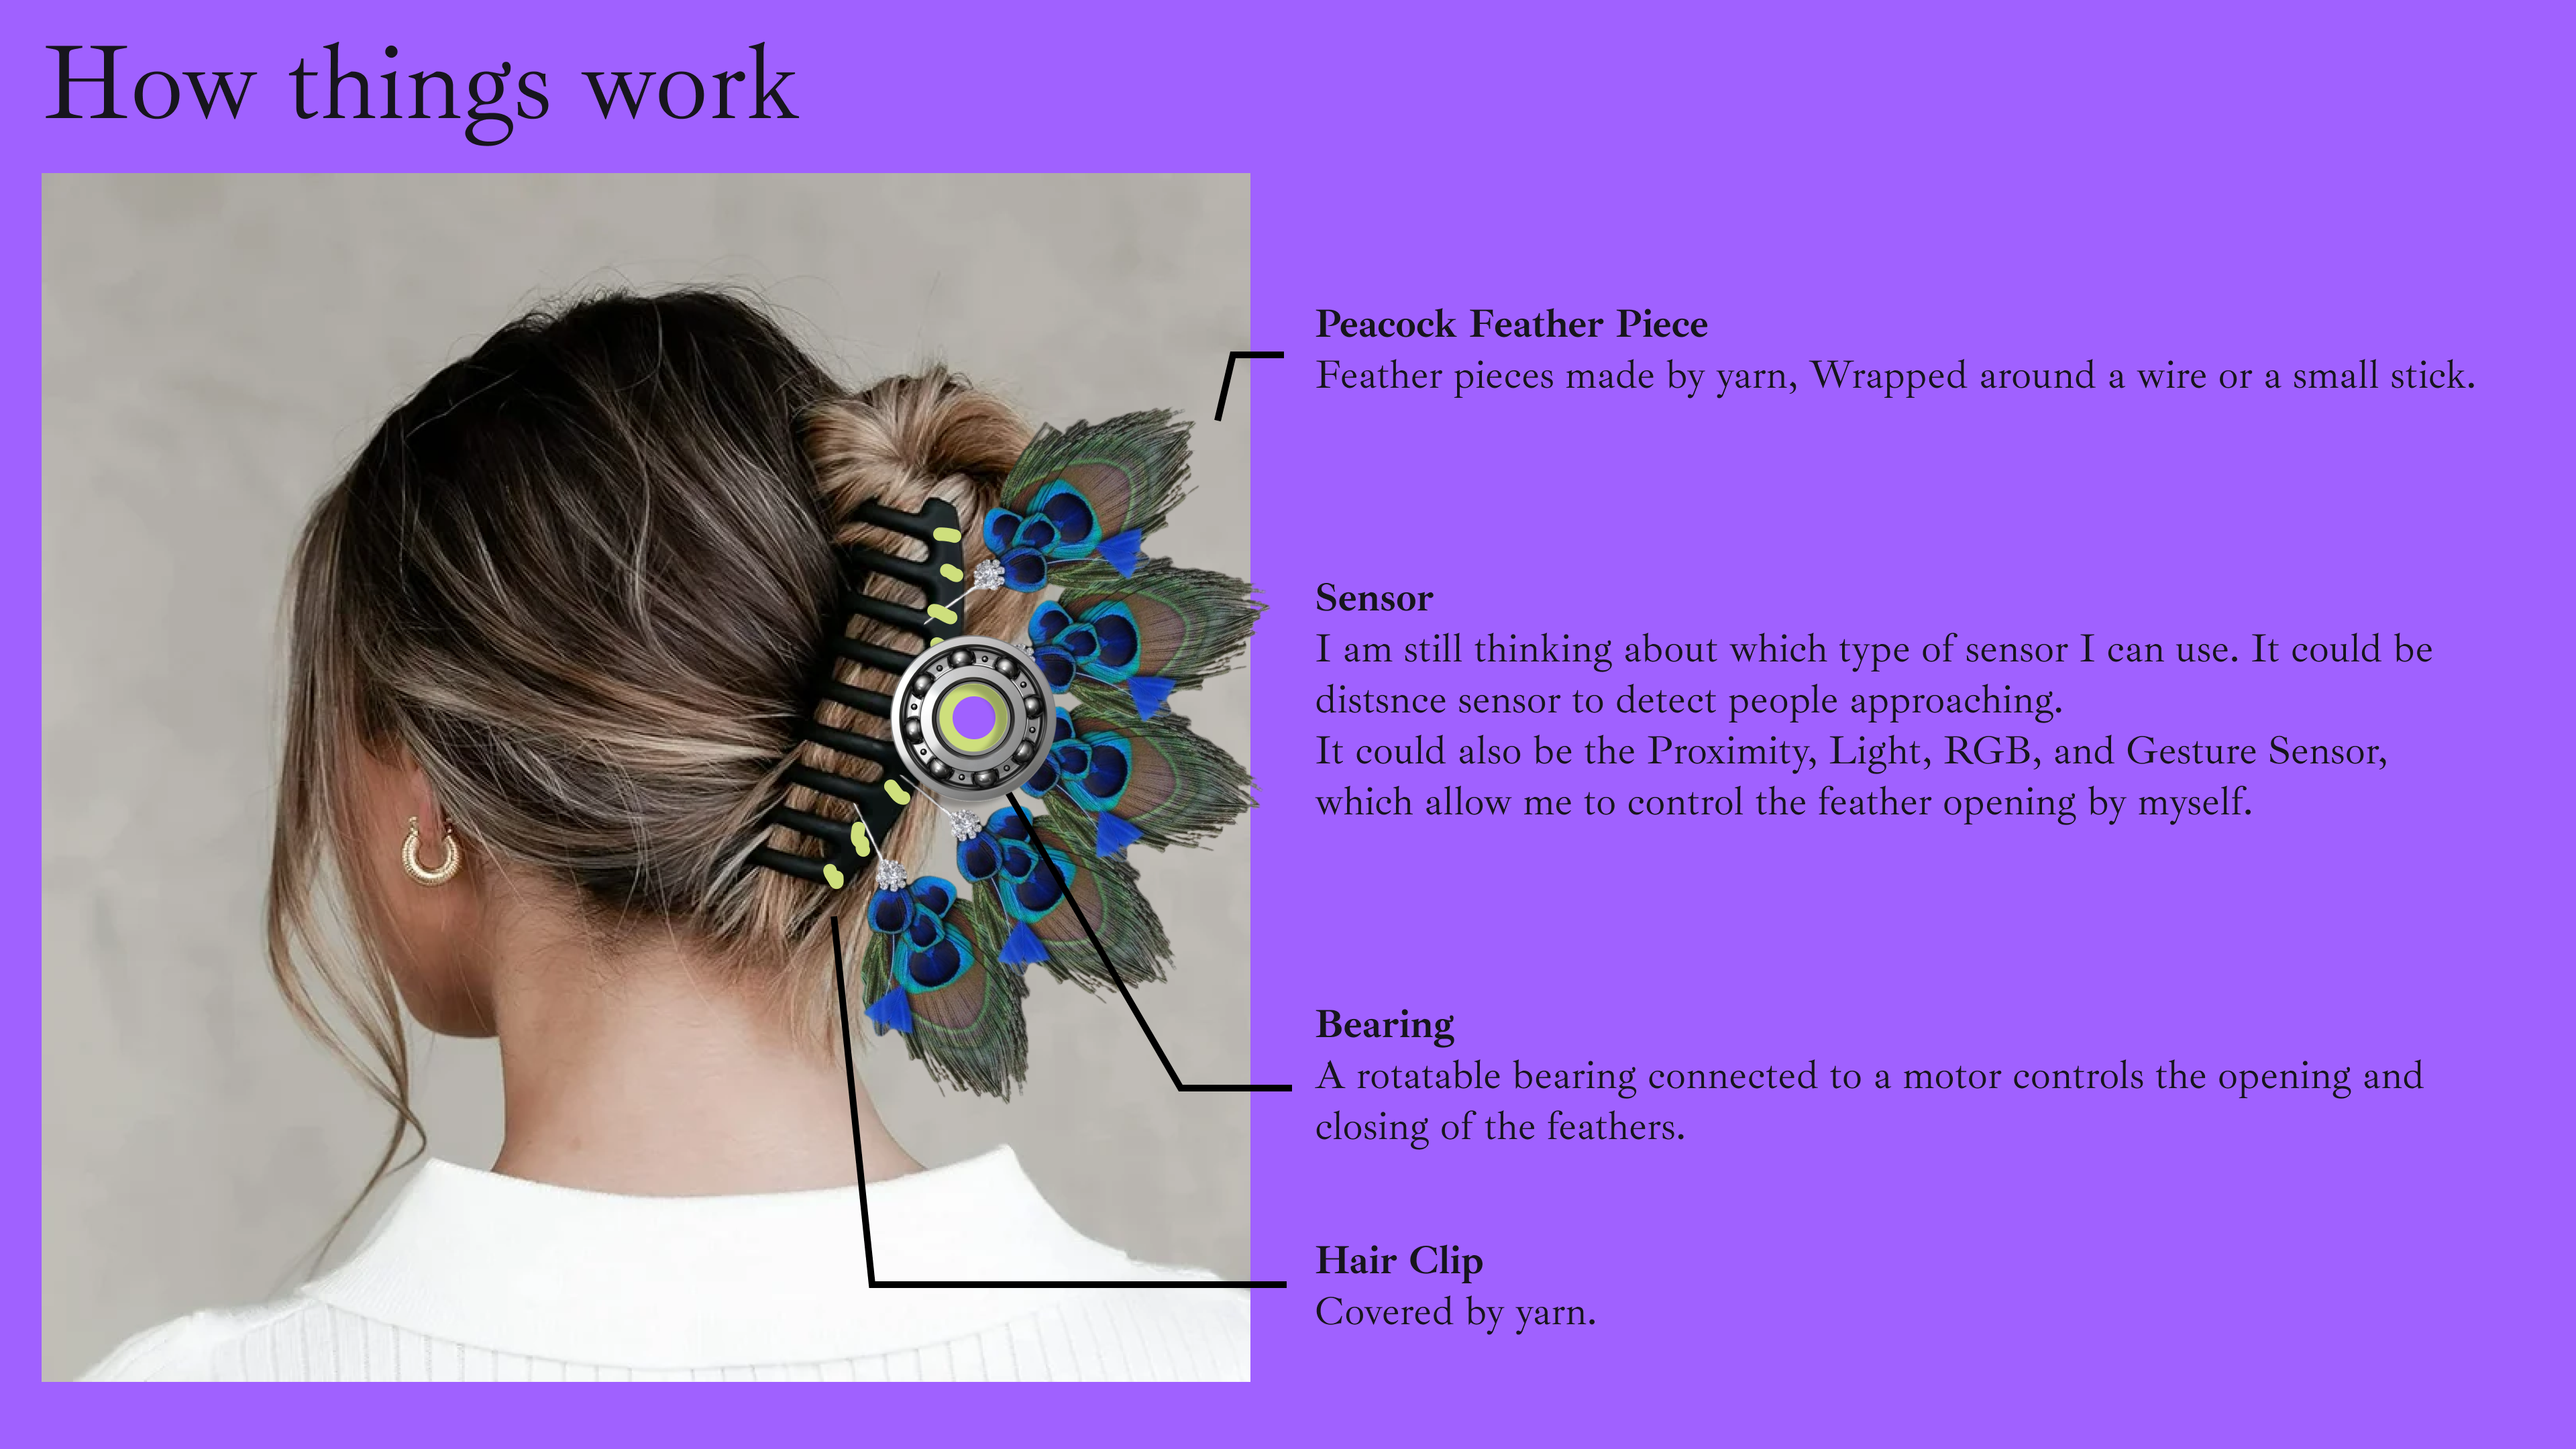 How things work
Peacock Feather Piece
Feather pieces made by yarn, Wrapped around a wire or a small stick.
Sensor
I am still thinking about which type of sensor I can use. It could be
distsnce sensor to detect people approaching.
It could also be the Proximity, Light, RGB, and Gesture Sensor,
which allow me to control the feather opening by myself.
Bearing
A rotatable bearing connected to a motor controls the opening and
closing of the feathers.
Hair Clip
Covered by yarn.